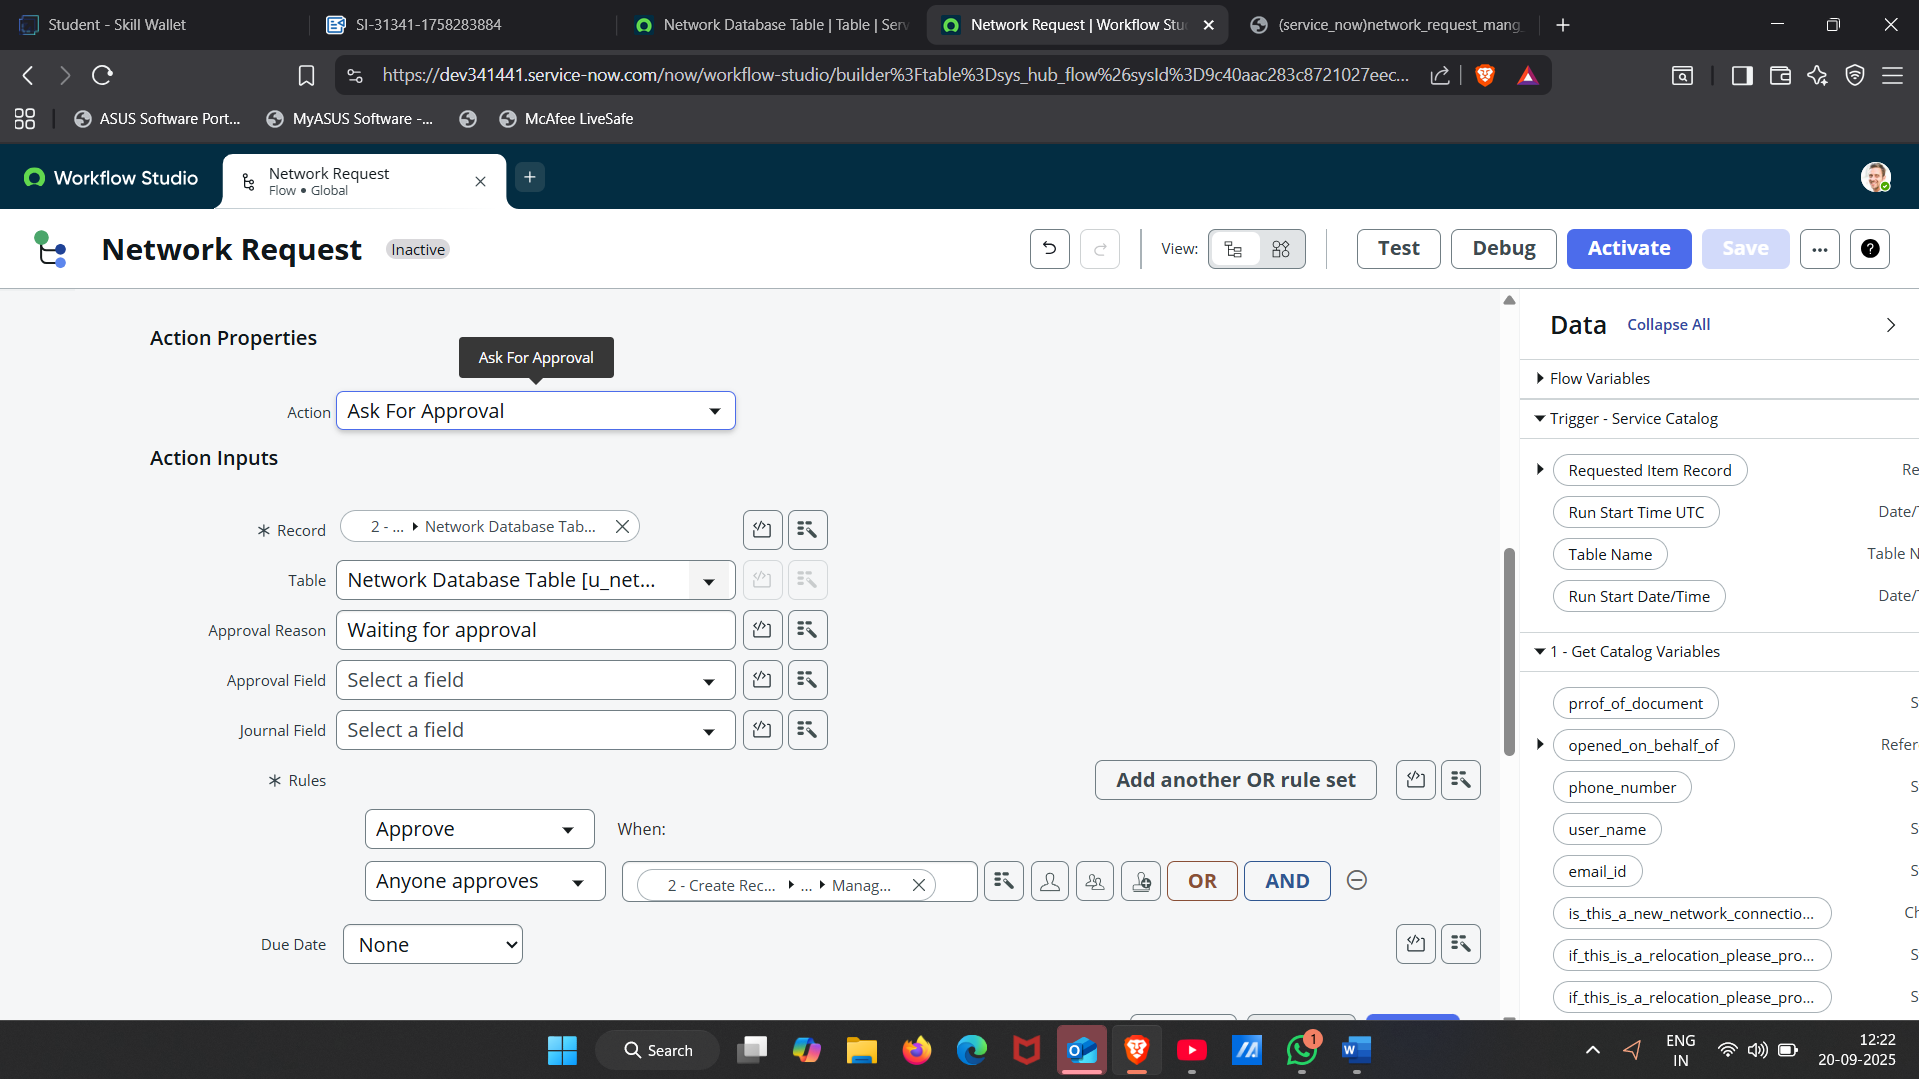 Student - Skill Wallet
SI-31341-1758283884
Network Database Table | Table | Serv
Network Request | Workflow Stu
(service_now)network_request_mang
https://dev341441.service-now.com/now/workflow-studio/builder%3Ftable%3Dsys_hub_flow%26sysId%3D9c40aac283c8721027eec...
ASUS Software Port...
MyASUS Software -...
McAfee LiveSafe
Workflow Studio
Network Request
Flow • Global
Network Request
Inactive
View:
Test
Debug
Activate
Save
...
Action Properties
Ask For Approval
Action
Ask For Approval
Action Inputs
Record
2 - ...
Network Database Tab...
Table
Network Database Table [u_net...
Approval Reason
Waiting for approval
Approval Field
Select a field
Journal Field
Select a field
Rules
Add another OR rule set
Approve
When:
Anyone approves
2 - Create Rec...
...
Manag...
OR
AND
Due Date
None
Data
Collapse All
Flow Variables
Trigger - Service Catalog
Requested Item Record
Re
Run Start Time UTC
Date/T
Table Name
Table N
Run Start Date/Time
Date/T
1 - Get Catalog Variables
prrof_of_document
S
opened_on_behalf_of
Refer
phone_number
S
user_name
S
email_id
S
is_this_a_new_network_connectio...
Ch
if_this_is_a_relocation_please_pro...
S
if_this_is_a_relocation_please_pro...
S
Search
1
ENG
IN
12:22
20-09-2025